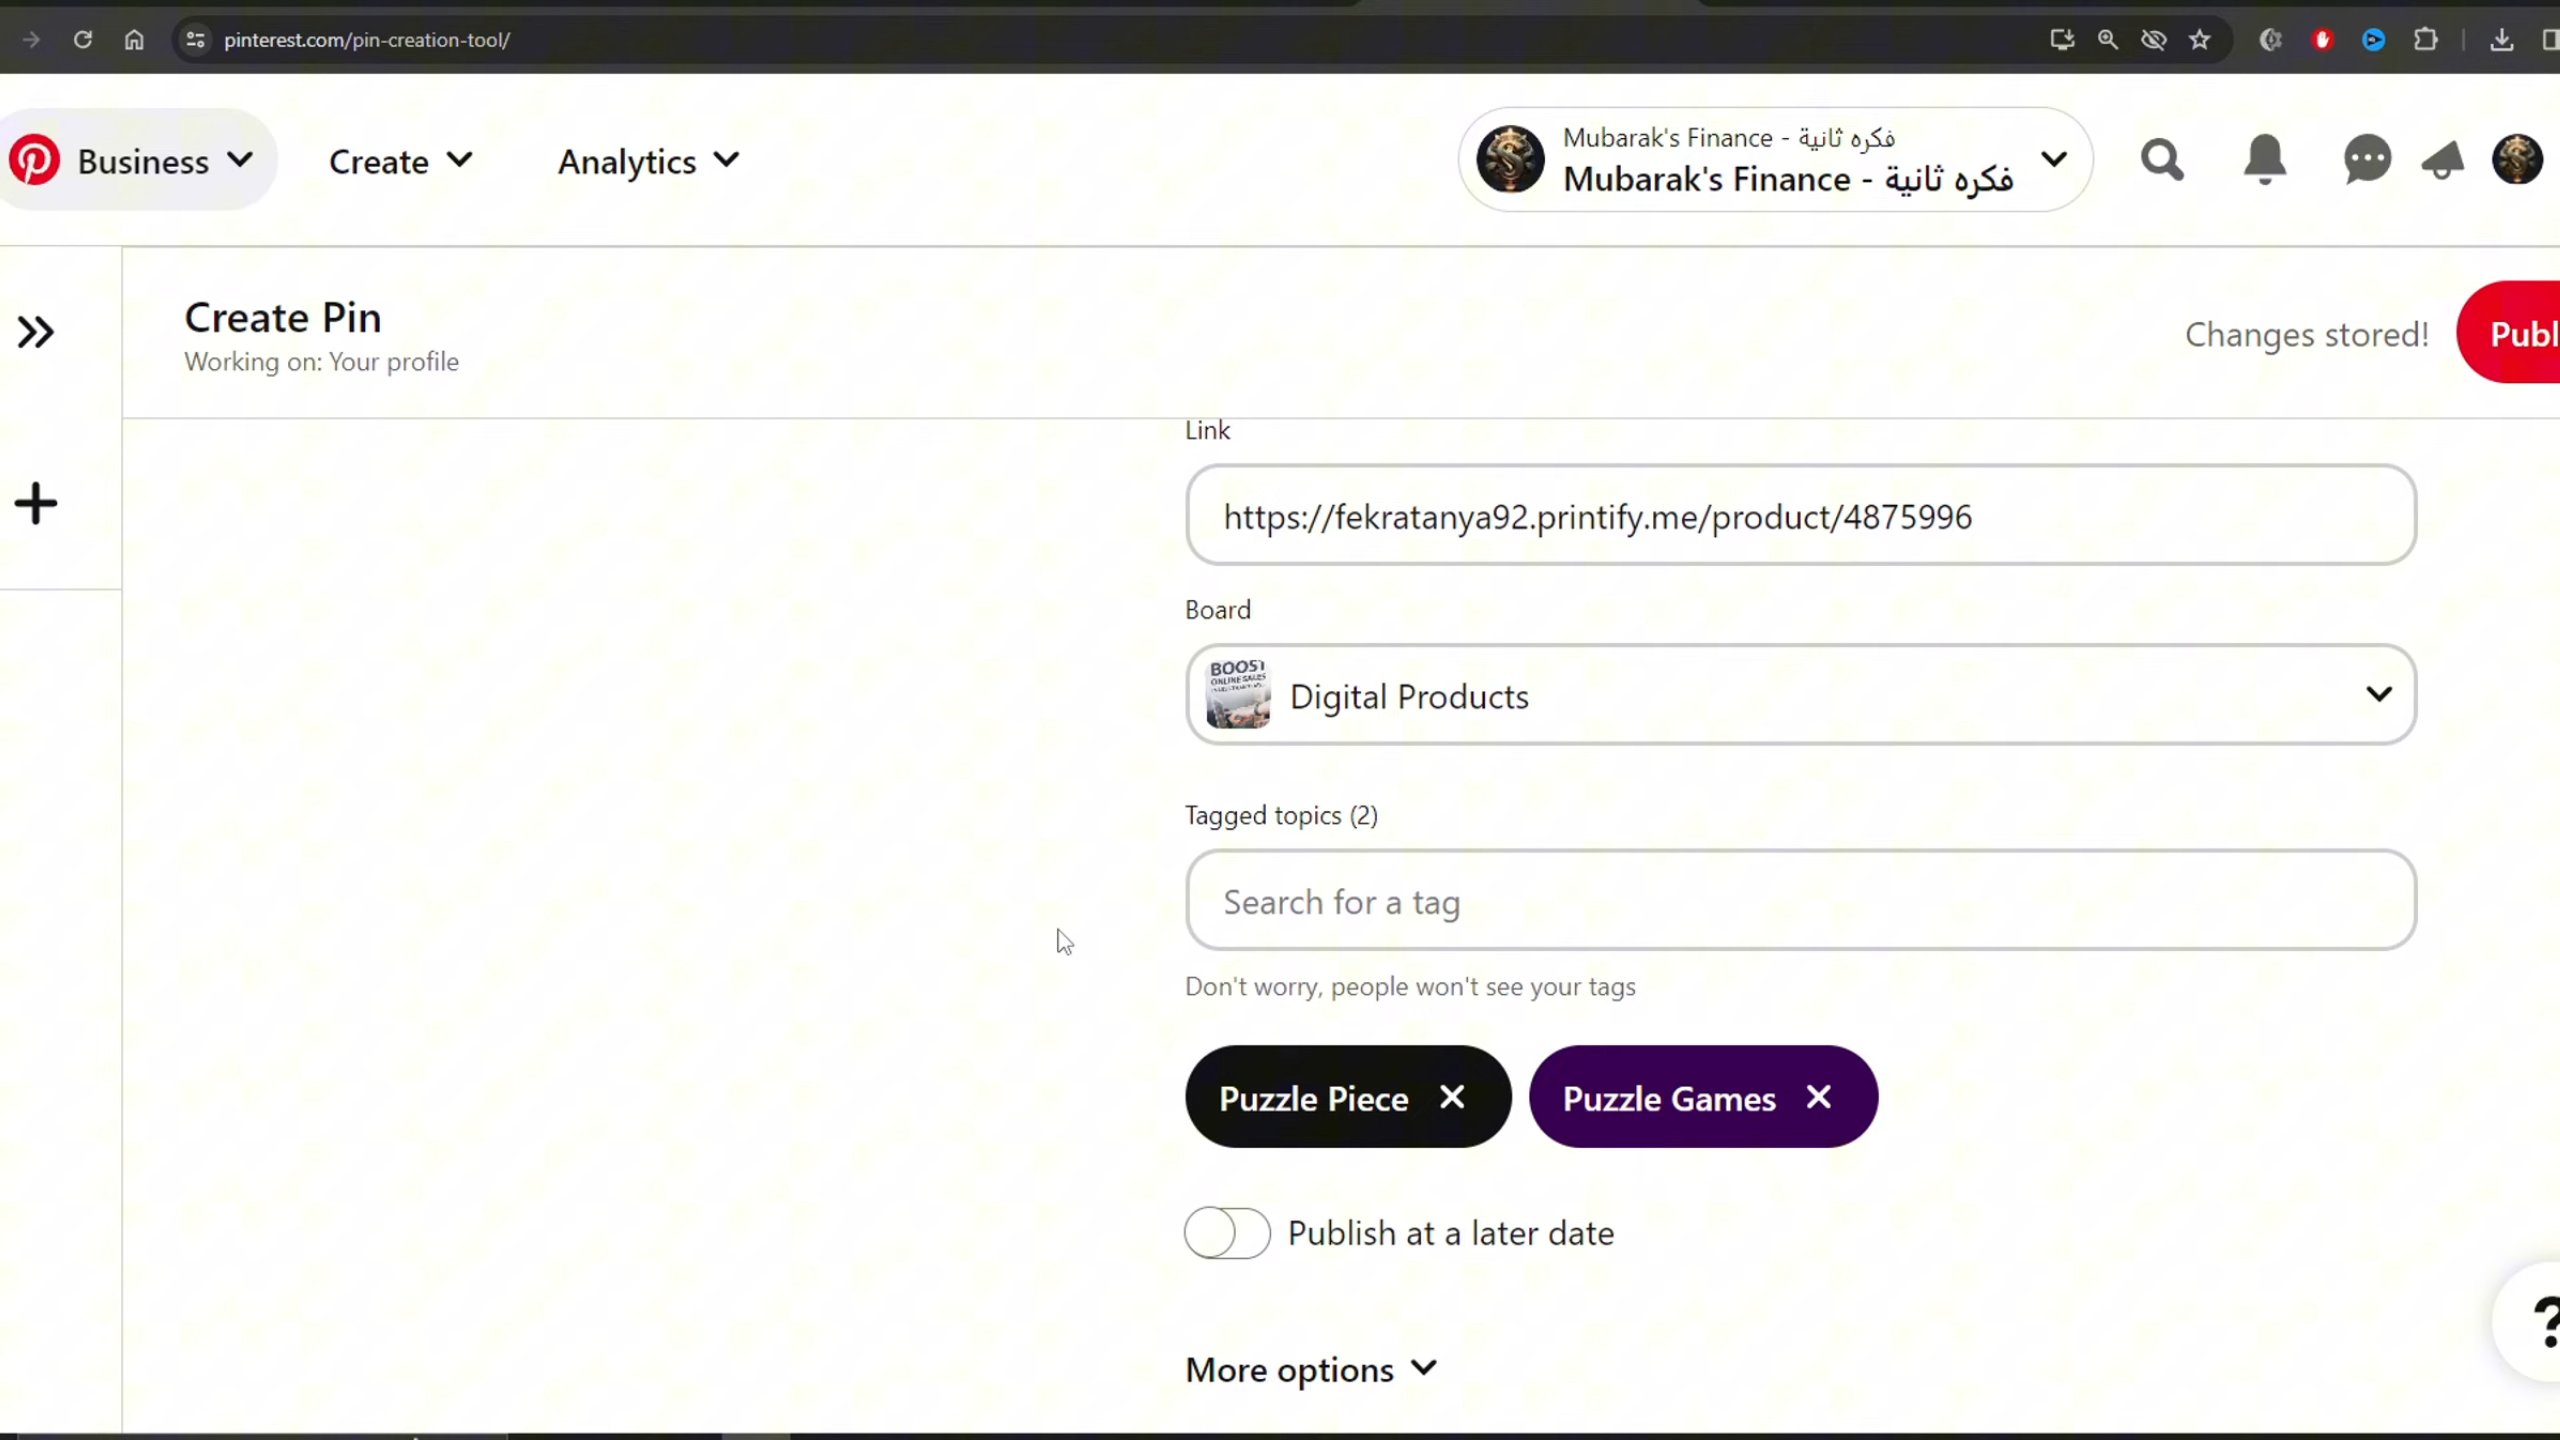 pinterest.com/pin-creation-tool/
Business
Create
Analytics
Mubarak's Finance - فكره ثانية
Mubarak's Finance - فكره ثانية
Create Pin
Working on: Your profile
Changes stored!
Publ
Link
https://fekratanya92.printify.me/product/4875996
Board
BOOST
ONLINE SALES
Digital Products
Tagged topics (2)
Search for a tag
Don't worry, people won't see your tags
Puzzle Piece
Puzzle Games
Publish at a later date
More options
?